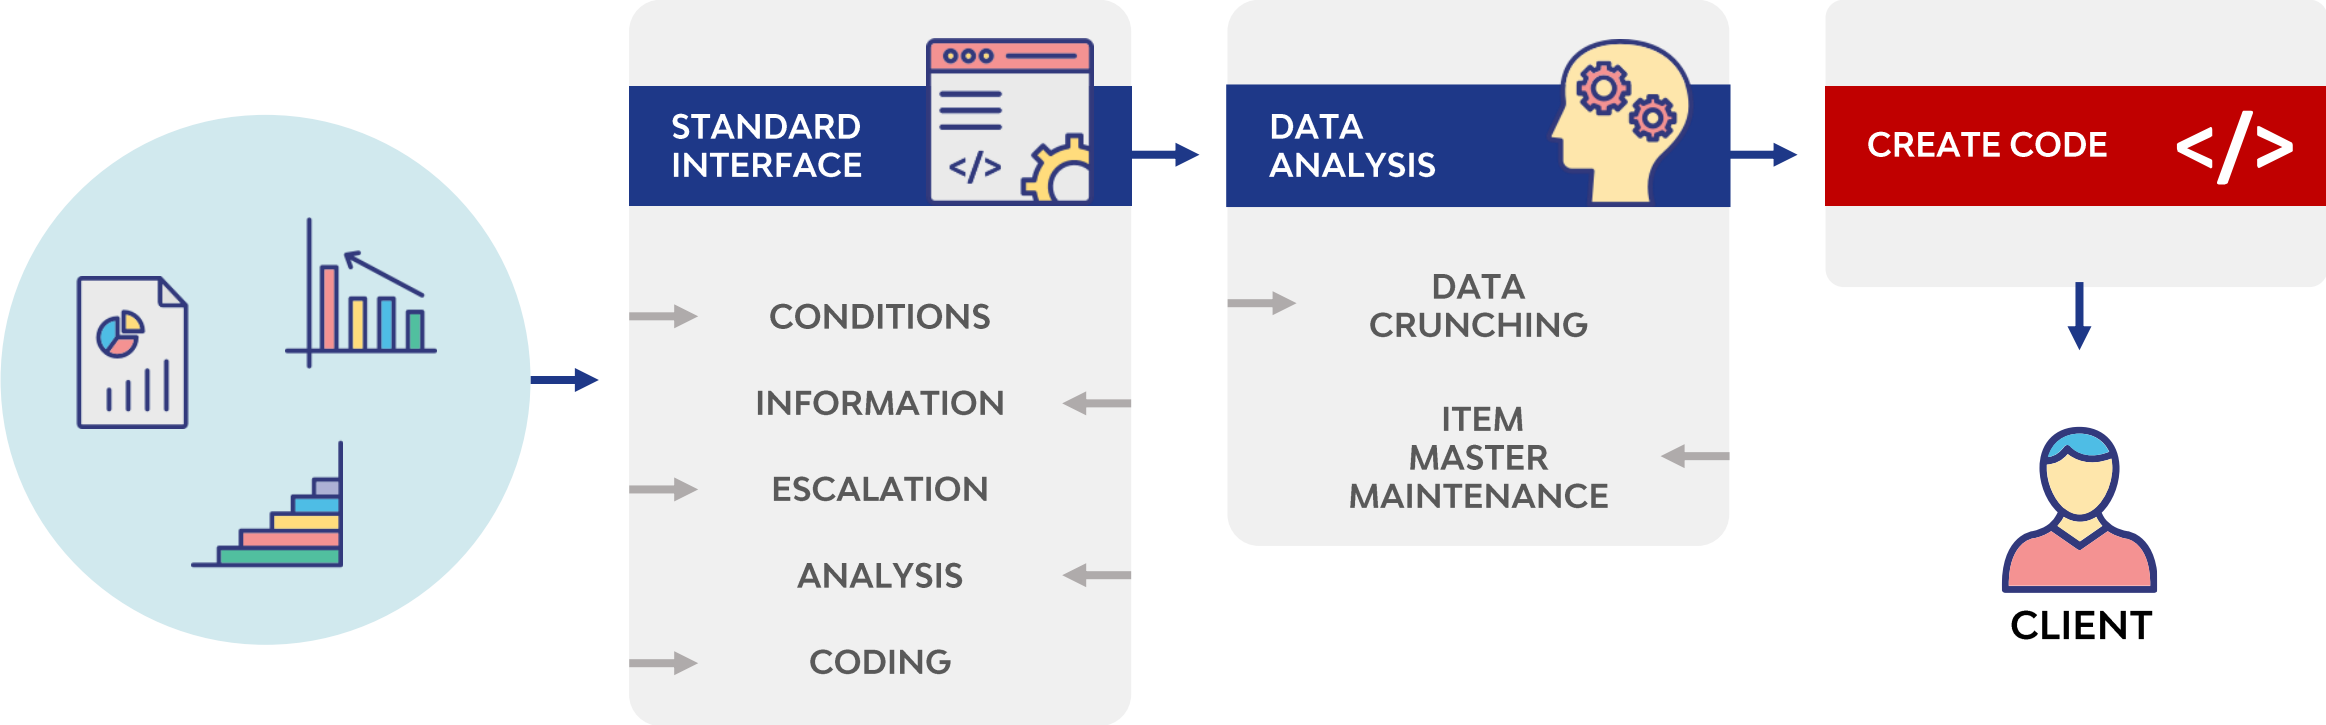 STANDARD
INTERFACE
</>
CONDITIONS
INFORMATION
ESCALATION
ANALYSIS
CODING
DATA
ANALYSIS
DATA
CRUNCHING
ITEM
MASTER
MAINTENANCE
CREATE CODE </>
CLIENT